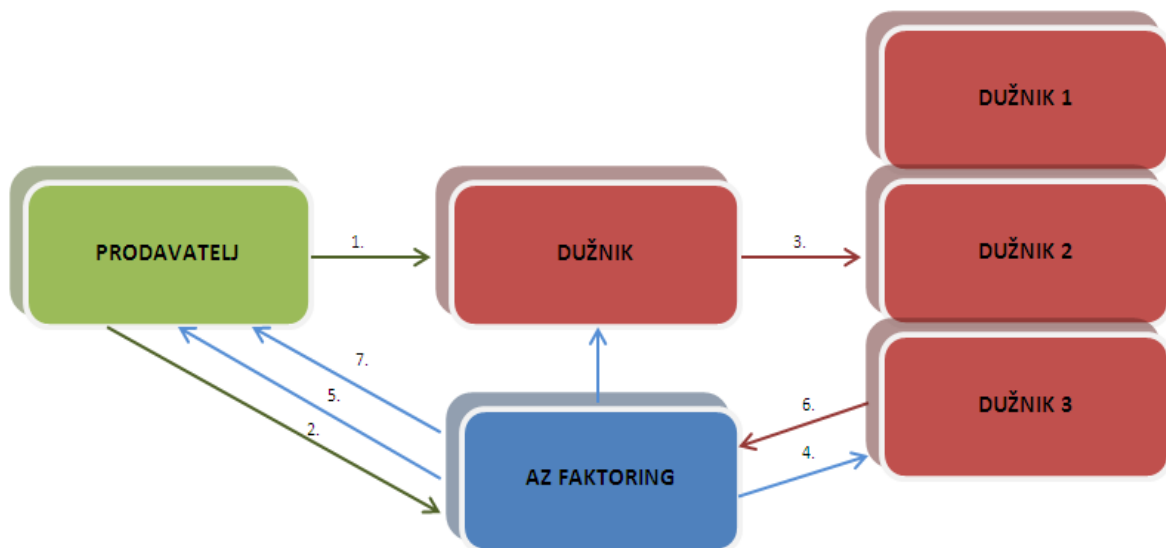 DUŽNIK 1
PRODAVATELJ
1.
DUŽNIK
3.
DUŽNIK 2
7.
5.
2.
AZ FAKTORING
6.
4.
DUŽNIK 3